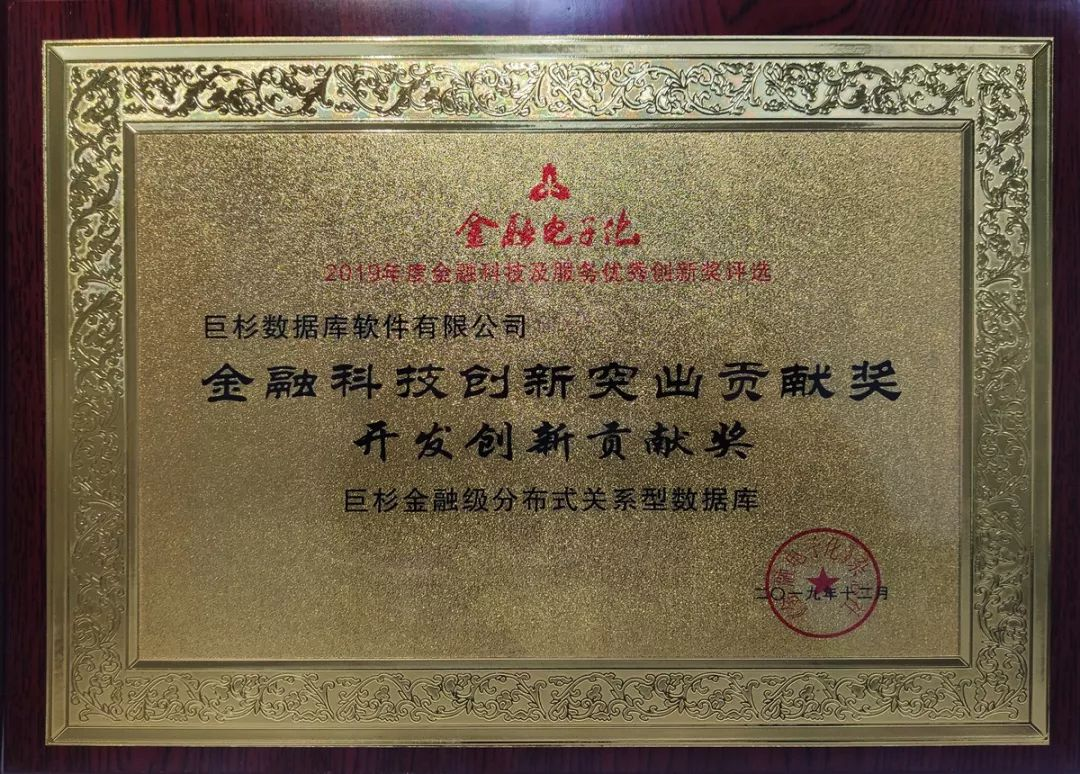 金融电子化
2019年度金融科技及服务优秀创新奖评选
巨杉数据库软件有限公司
金融科技创新突出贡献奖
开发创新贡献奖
巨杉金融级分布式关系型数据库
二〇一九年十二月